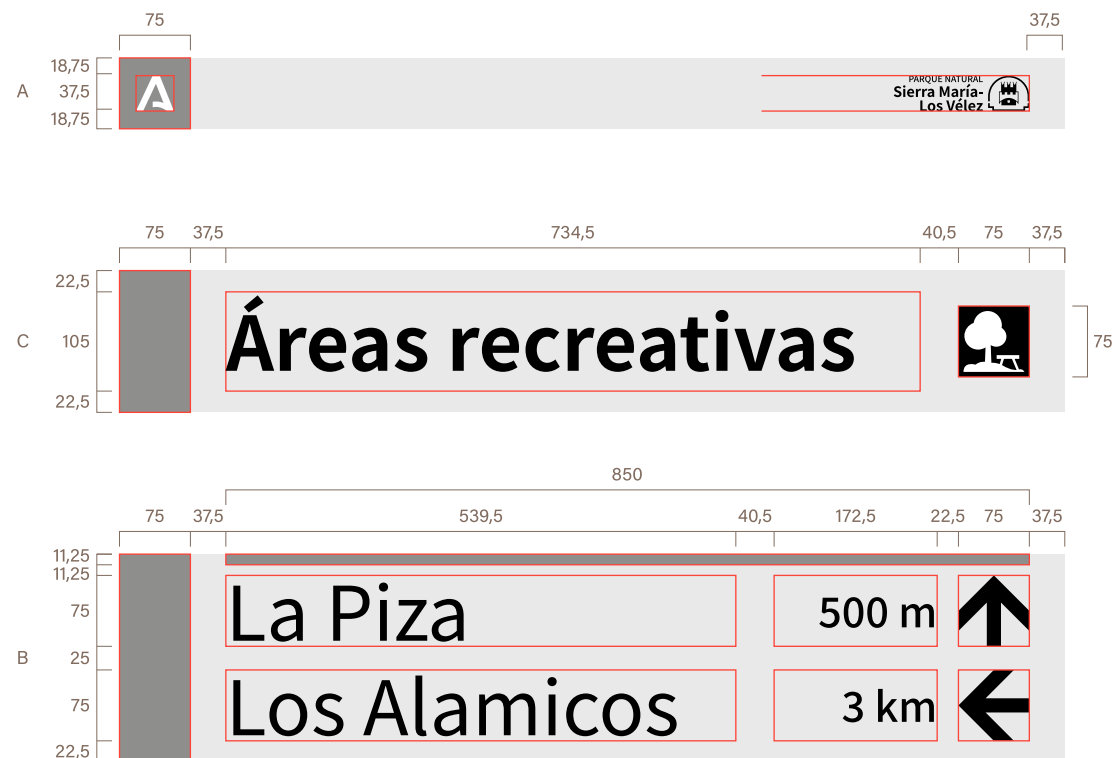 75 37,5
18,75
A 37,5
18,75
PARQUE NATURAL
Sierra María-
Los Vélez
75 37,5 734,5 40,5 75 37,5
22,5
C 105
22,5
Áreas recreativas
75
850
75 37,5 539,5 40,5 172,5 22,5 75 37,5
11,25
11,25
75
La Piza 500 m
B 25
75
Los Alamicos 3 km
22,5